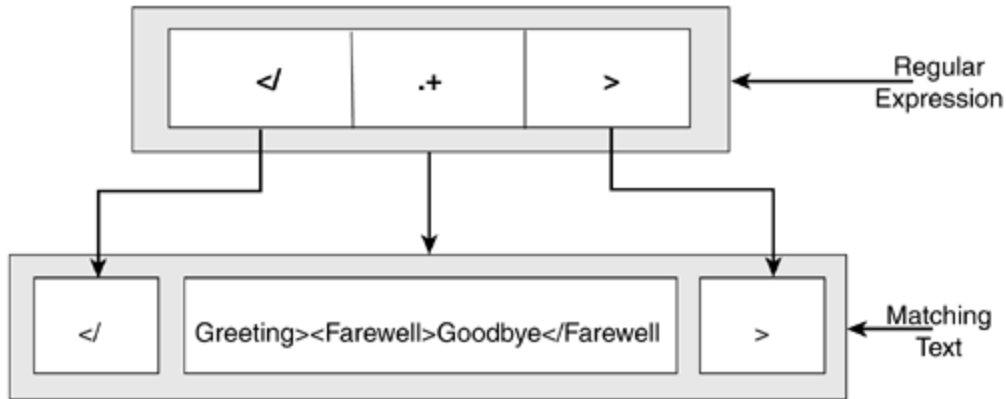 </ .+ >
Regular
Expression
</ Greeting><Farewell>Goodbye</Farewell >
Matching
Text